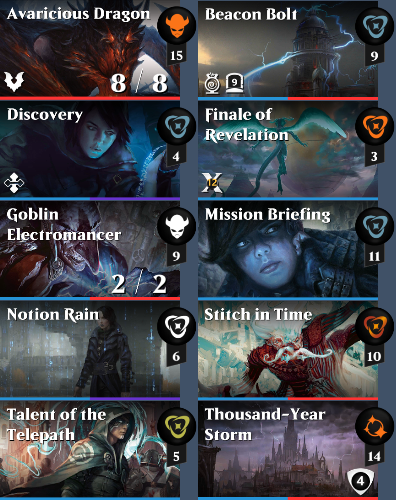 Avaricious Dragon
15
8 / 8
Beacon Bolt
9
9
Discovery
4
Finale of
Revelation
3
X
12
Goblin
Electromancer
9
2 / 2
Mission Briefing
11
Notion Rain
6
Stitch in Time
10
Talent of the
Telepath
5
Thousand-Year
Storm
14
4